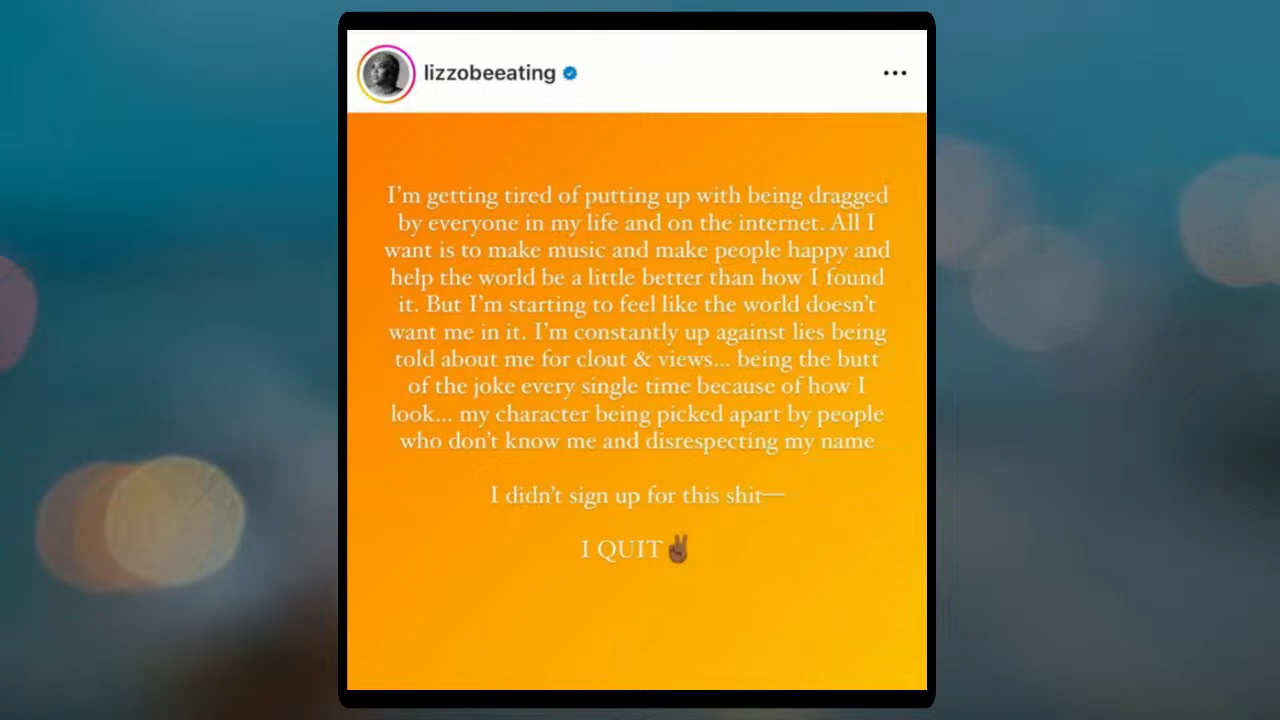 lizzobeeating
I'm getting tired of putting up with being dragged
by everyone in my life and on the internet. All I
want is to make music and make people happy and
help the world be a little better than how I found
it. But I'm starting to feel like the world doesn't
want me in it. I'm constantly up against lies being
told about me for clout & views... being the butt
of the joke every single time because of how I
look... my character being picked apart by people
who don't know me and disrespecting my name
I didn't sign up for this shit—
I QUIT✌🏾